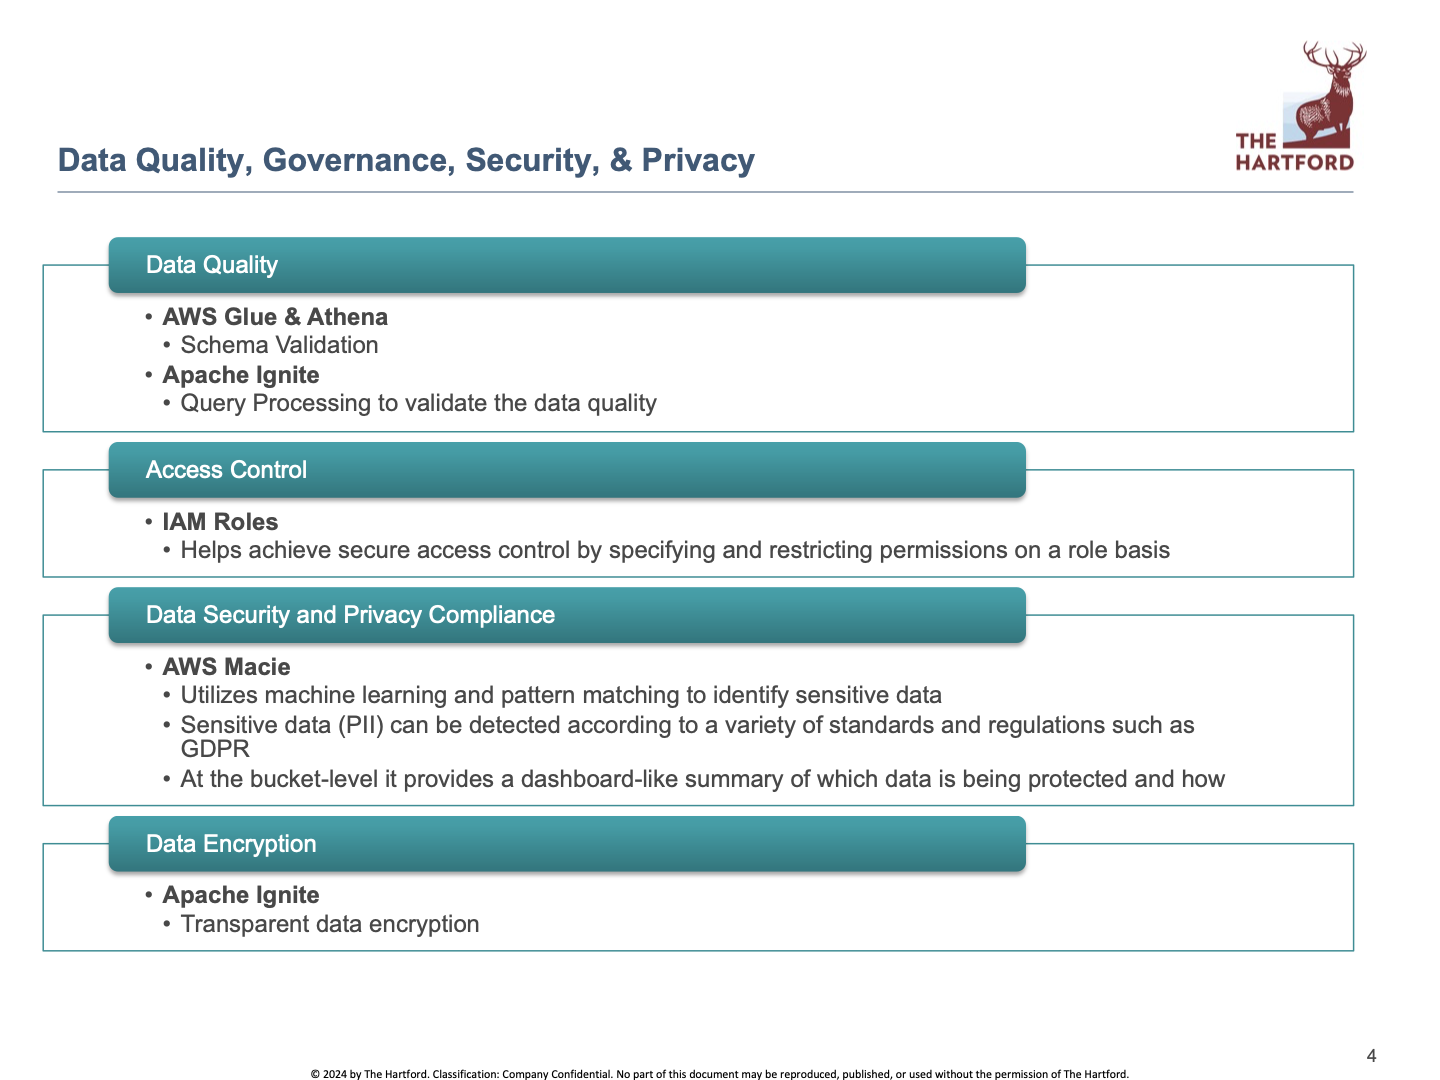 THE
HARTFORD
Data Quality, Governance, Security, & Privacy
Data Quality
• AWS Glue & Athena
• Schema Validation
• Apache Ignite
• Query Processing to validate the data quality
Access Control
• IAM Roles
• Helps achieve secure access control by specifying and restricting permissions on a role basis
Data Security and Privacy Compliance
• AWS Macie
• Utilizes machine learning and pattern matching to identify sensitive data
• Sensitive data (PII) can be detected according to a variety of standards and regulations such as
GDPR
• At the bucket-level it provides a dashboard-like summary of which data is being protected and how
Data Encryption
• Apache Ignite
• Transparent data encryption
4
© 2024 by The Hartford. Classification: Company Confidential. No part of this document may be reproduced, published, or used without the permission of The Hartford.